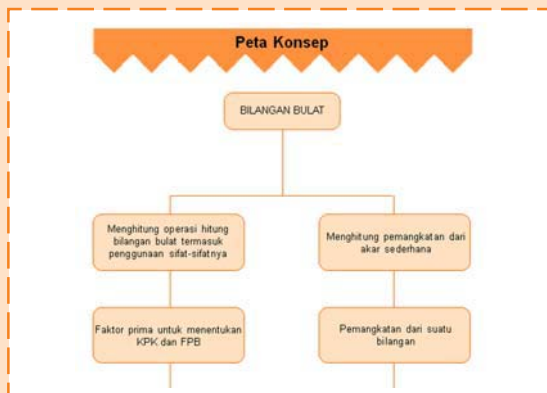 Peta Konsep
BILANGAN BULAT
Menghitung operasi hitung
bilangan bulat termasuk
penggunaan sifat-sifatnya
Menghitung pemangkatan dari
akar sederhana
Faktor prima untuk menentukan
KPK dan FPB
Pemangkatan dari suatu
bilangan